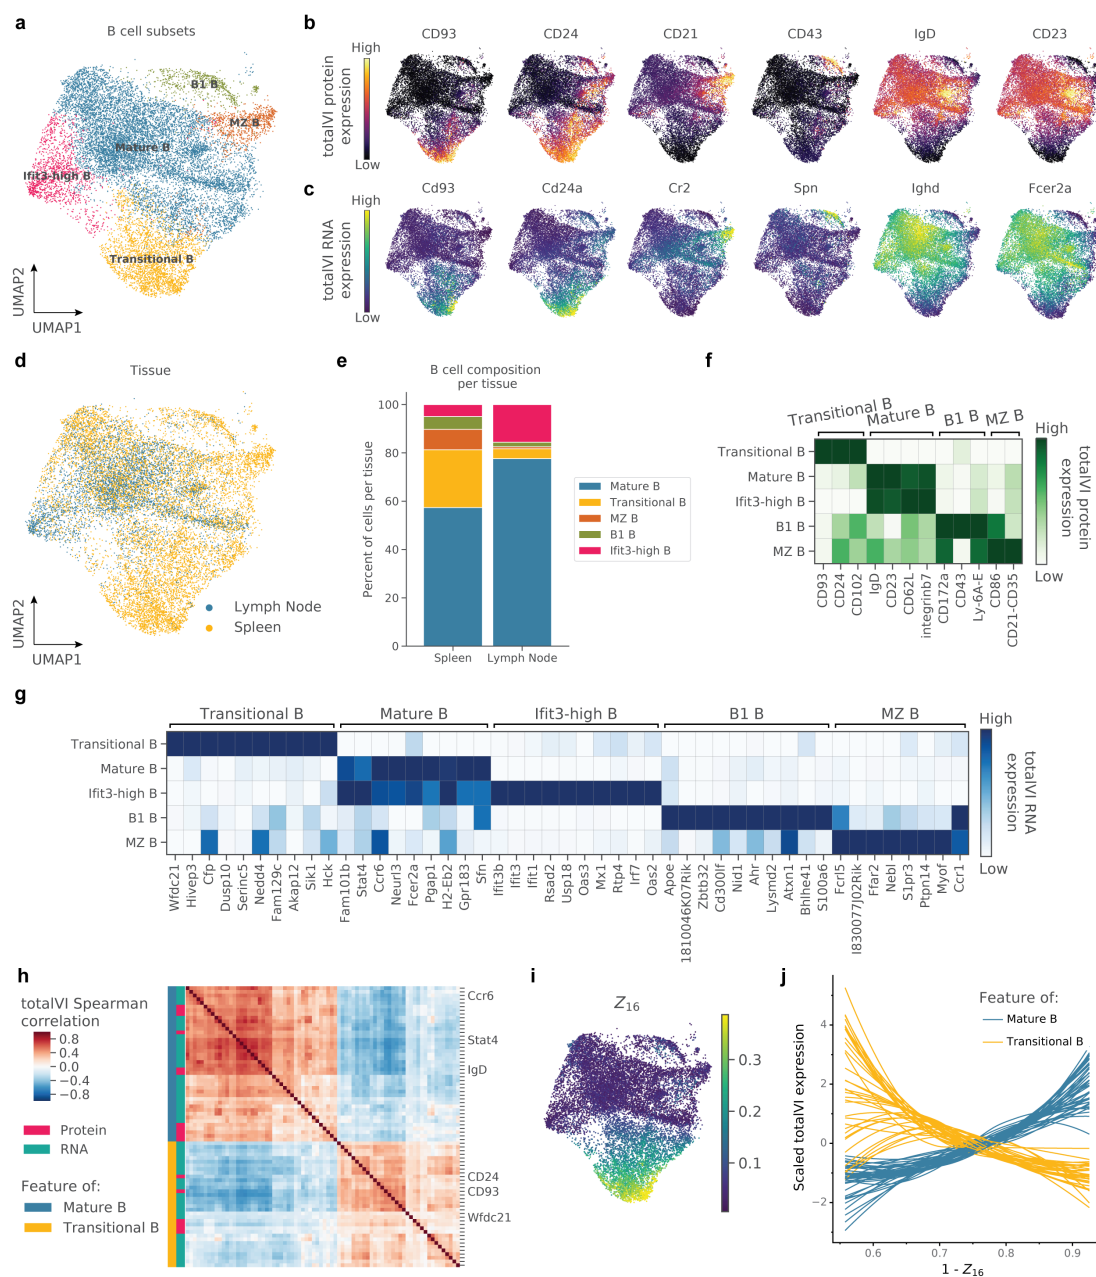 a
B cell subsets
B1 B
MZ B
Mature B
Ifit3-high B
Transitional B
UMAP2
UMAP1
b
CD93
CD24
CD21
CD43
IgD
CD23
High
totalVI protein
expression
Low
c
Cd93
Cd24a
Cr2
Spn
Ighd
Fcer2a
High
totalVI RNA
expression
Low
d
Tissue
Lymph Node
Spleen
UMAP2
UMAP1
e
B cell composition
per tissue
Percent of cells per tissue
100
80
60
40
20
0
Spleen
Lymph Node
Mature B
Transitional B
MZ B
B1 B
Ifit3-high B
f
Transitional B
Mature B
B1 B
MZ B
Transitional B
Mature B
Ifit3-high B
B1 B
MZ B
CD93
CD24
CD102
IgD
CD23
CD62L
integrinb7
CD172a
CD43
Ly-6A-E
CD86
CD21-CD35
High
totalVI protein
expression
Low
g
Transitional B
Mature B
Ifit3-high B
B1 B
MZ B
Transitional B
Mature B
Ifit3-high B
B1 B
MZ B
Wfdc21
Hivep3
Cfp
Dusp10
Serinc5
Nedd4
Fam129c
Akap12
Sik1
Hck
Fam101b
Stat4
Ccr6
Neurl3
Fcer2a
Pgap1
H2-Eb2
Gpr183
Sfn
Ifit3b
Ifit3
Ifit1
Rsad2
Usp18
Oas3
Mx1
Rtp4
Irf7
Oas2
Apoe
1810046K07Rik
Zbtb32
Cd300lf
Nid1
Ahr
Lysmd2
Atxn1
Bhlhe41
S100a6
Fcrl5
I830077J02Rik
Ffar2
Nebl
S1pr3
Ptpn14
Myof
Ccr1
High
totalVI RNA
expression
Low
h
totalVI Spearman
correlation
0.8
0.4
0.0
−0.4
−0.8
Protein
RNA
Feature of:
Mature B
Transitional B
Ccr6
Stat4
IgD
CD24
CD93
Wfdc21
i
Z16
0.3
0.2
0.1
j
Scaled totalVI expression
4
2
0
−2
0.6
0.7
0.8
0.9
1 - Z16
Feature of:
Mature B
Transitional B